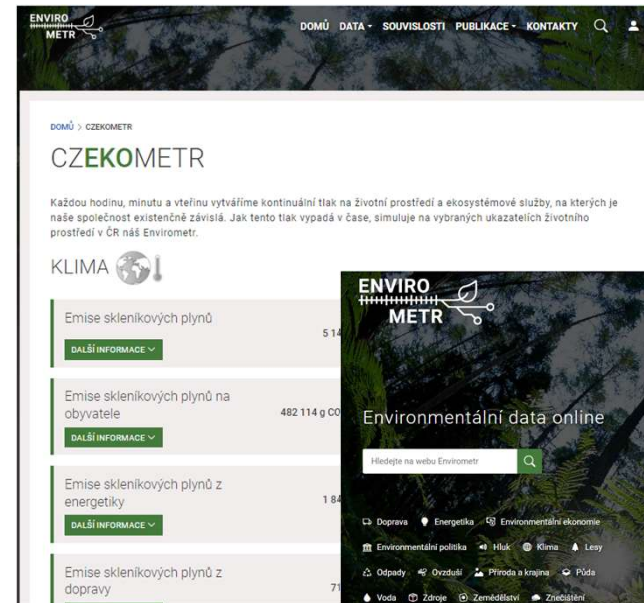 ENVIRO
METR
DOMŮ DATA SOUVISLOSTI PUBLIKACE KONTAKTY
DOMŮ > CZEKOMETR
CZEKOMETR
Každou hodinu, minutu a vteřinu vytváříme kontinuální tlak na životní prostředí a ekosystémové služby, na kterých je
naše společnost existenčně závislá. Jak tento tlak vypadá v čase, simuluje na vybraných ukazatelích životního
prostředí v ČR náš Envirometr.
KLIMA
Emise skleníkových plynů
5 14
DALŠÍ INFORMACE
Emise skleníkových plynů na
obyvatele
482 114 g CO
DALŠÍ INFORMACE
Emise skleníkových plynů z
energetiky
1 84
DALŠÍ INFORMACE
Emise skleníkových plynů z
dopravy
71
ENVIRO
METR
Environmentální data online
Hledejte na webu Envirometr
Doprava Energetika Environmentální ekonomie
Environmentální politika Hluk Klima Lesy
Odpady Ovzduší Příroda a krajina Půda
Voda Zdroje Zemědělství Znečištění